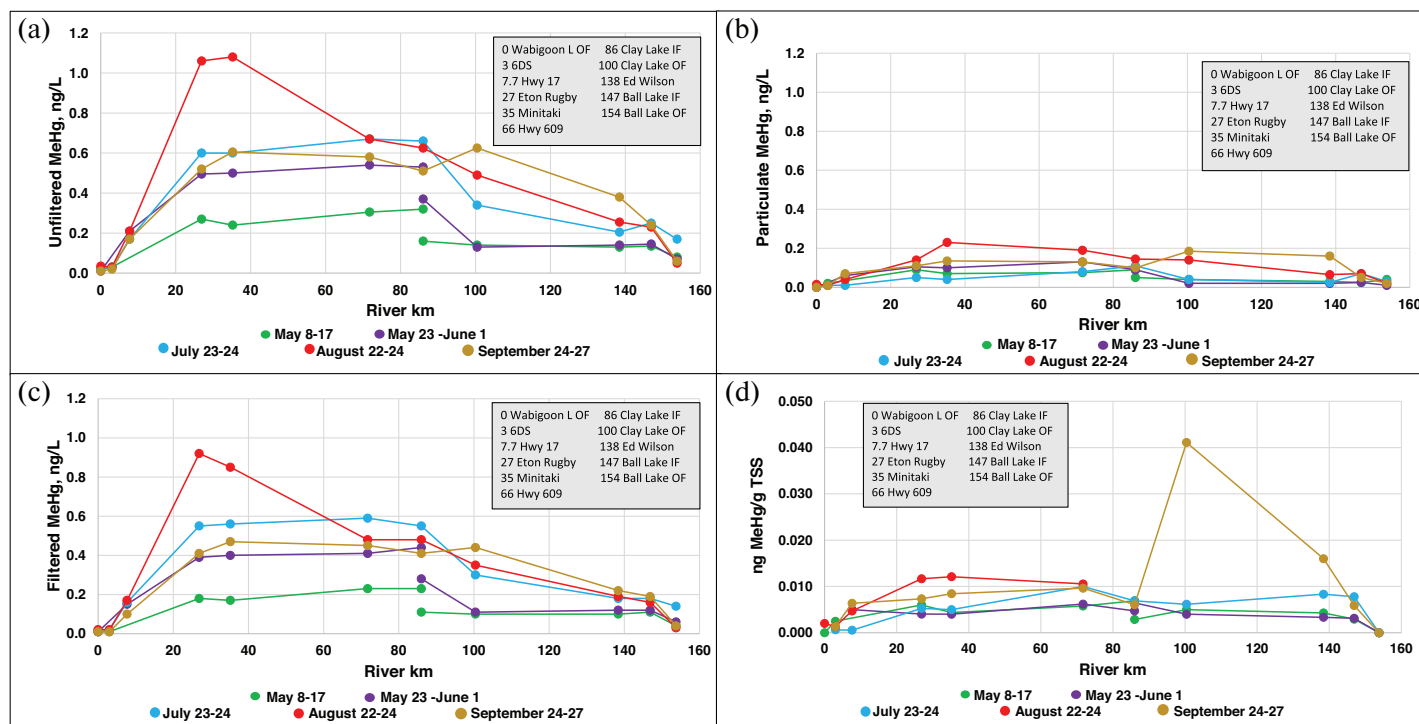 (a)
Unfiltered MeHg, ng/L
1.2
1.0
0.8
0.6
0.4
0.2
0.0
0 Wabigoon L OF 86 Clay Lake IF
3 6DS 100 Clay Lake OF
7.7 Hwy 17 138 Ed Wilson
27 Eton Rugby 147 Ball Lake IF
35 Minitaki 154 Ball Lake OF
66 Hwy 609
0 20 40 60 80 100 120 140 160
River km
May 8-17 May 23 -June 1
July 23-24 August 22-24 September 24-27
(b)
Particulate MeHg, ng/L
1.2
1.0
0.8
0.6
0.4
0.2
0.0
0 Wabigoon L OF 86 Clay Lake IF
3 6DS 100 Clay Lake OF
7.7 Hwy 17 138 Ed Wilson
27 Eton Rugby 147 Ball Lake IF
35 Minitaki 154 Ball Lake OF
66 Hwy 609
0 20 40 60 80 100 120 140 160
River km
May 8-17 May 23 -June 1
July 23-24 August 22-24 September 24-27
(c)
Filtered MeHg, ng/L
1.2
1.0
0.8
0.6
0.4
0.2
0.0
0 Wabigoon L OF 86 Clay Lake IF
3 6DS 100 Clay Lake OF
7.7 Hwy 17 138 Ed Wilson
27 Eton Rugby 147 Ball Lake IF
35 Minitaki 154 Ball Lake OF
66 Hwy 609
0 20 40 60 80 100 120 140 160
River km
May 8-17 May 23 -June 1
July 23-24 August 22-24 September 24-27
(d)
ng MeHg/g TSS
0.050
0.040
0.030
0.020
0.010
0.000
0 Wabigoon L OF 86 Clay Lake IF
3 6DS 100 Clay Lake OF
7.7 Hwy 17 138 Ed Wilson
27 Eton Rugby 147 Ball Lake IF
35 Minitaki 154 Ball Lake OF
66 Hwy 609
0 20 40 60 80 100 120 140 160
River km
May 8-17 May 23 -June 1
July 23-24 August 22-24 September 24-27